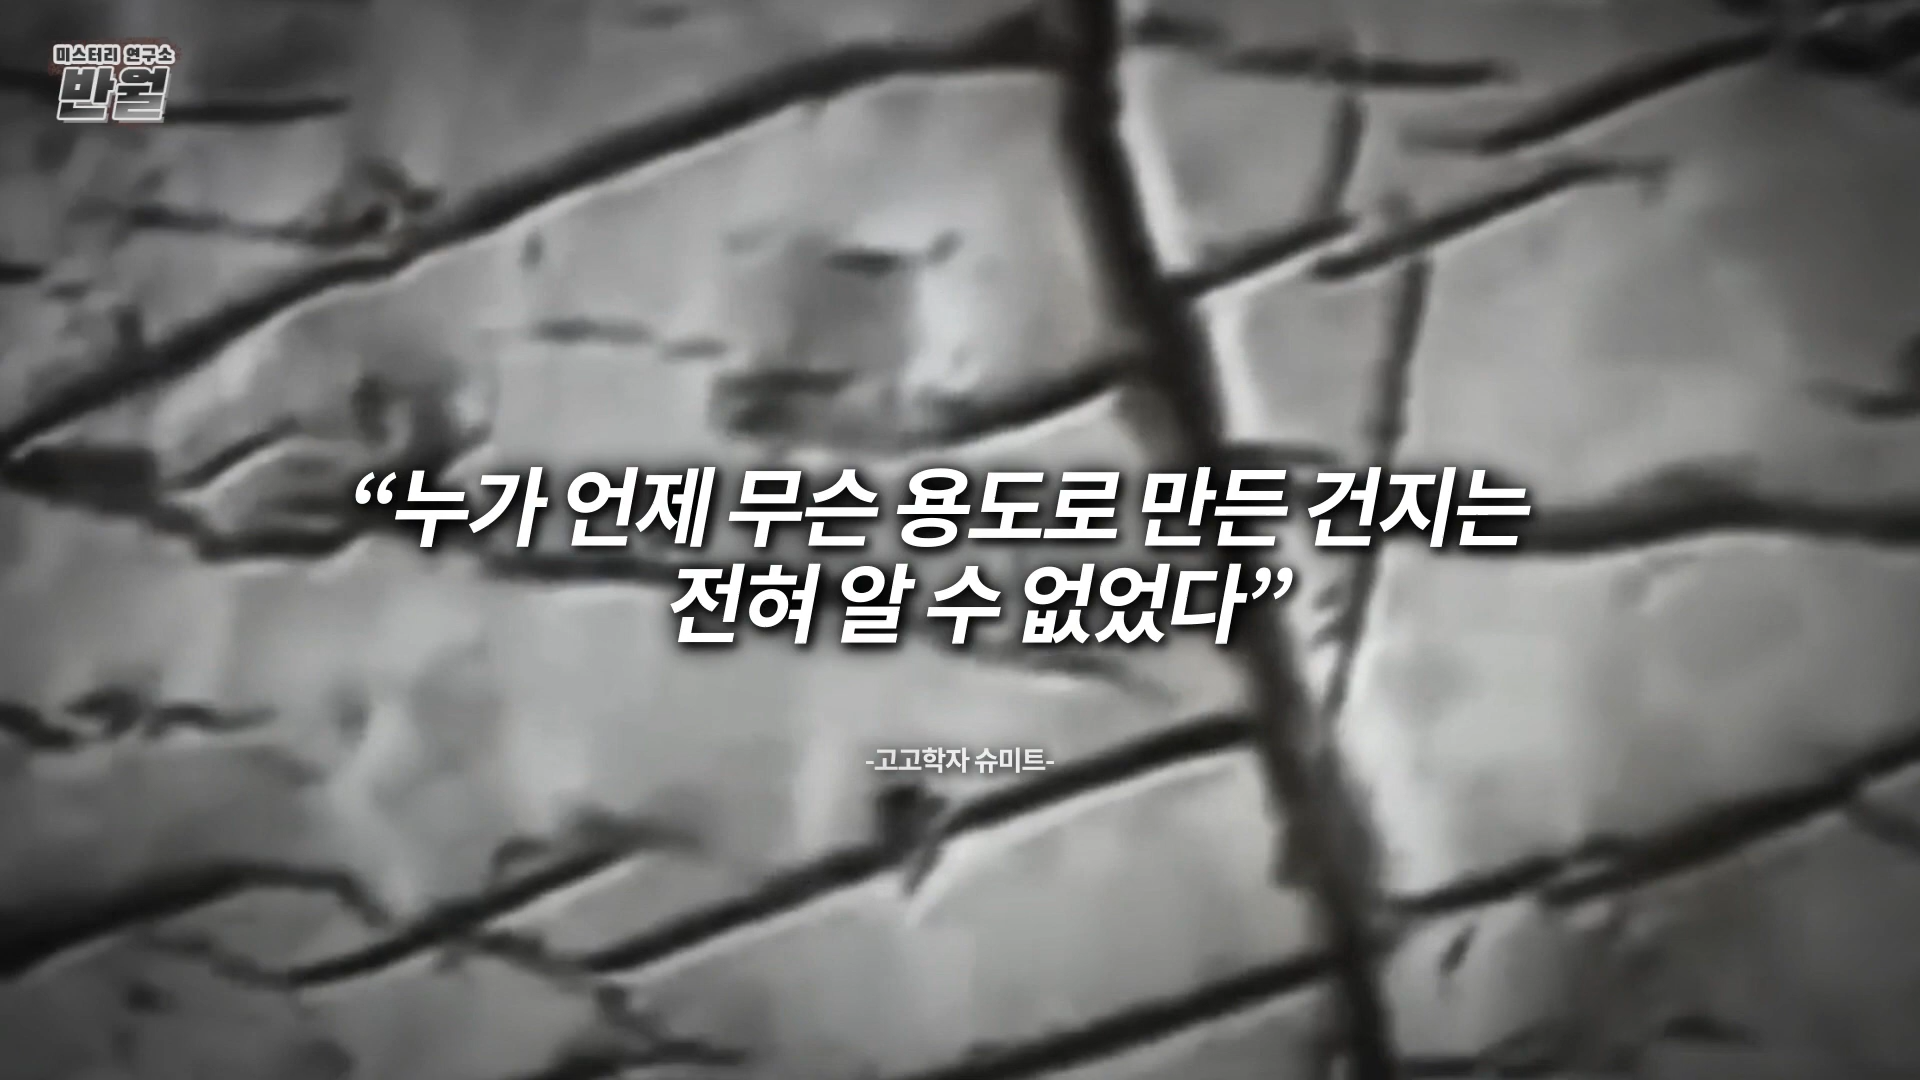 미스터리 연구소
반월
“누가 언제 무슨 용도로 만든 건지는
전혀 알 수 없었다”
-고고학자 슈미트-